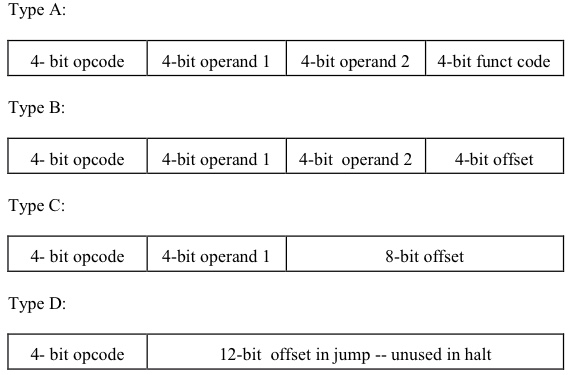 Type A:
4- bit opcode 4-bit operand 1 4-bit operand 2 4-bit funct code
Type B:
4- bit opcode 4-bit operand 1 4-bit operand 2 4-bit offset
Type C:
4- bit opcode 4-bit operand 1 8-bit offset
Type D:
4- bit opcode 12-bit offset in jump -- unused in halt